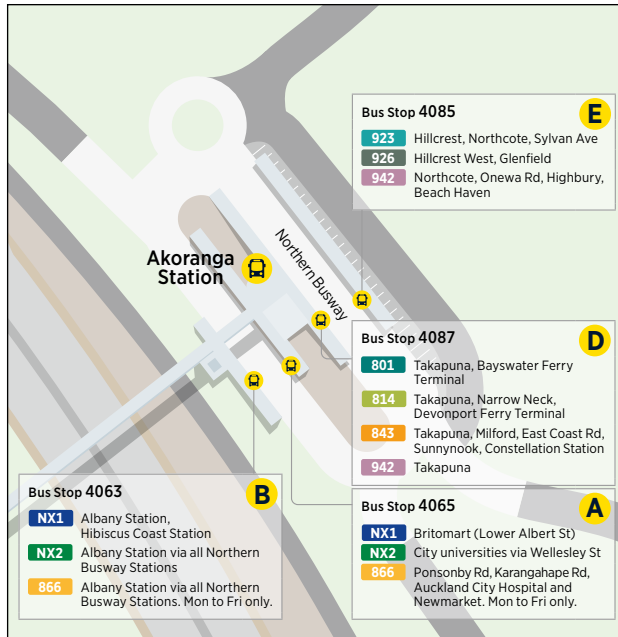 Bus Stop 4085
E
923 Hillcrest, Northcote, Sylvan Ave
926 Hillcrest West, Glenfield
942 Northcote, Onewa Rd, Highbury,
Beach Haven
Akoranga
Station
Northern Busway
Bus Stop 4087
D
801 Takapuna, Bayswater Ferry
Terminal
814 Takapuna, Narrow Neck,
Devonport Ferry Terminal
843 Takapuna, Milford, East Coast Rd,
Sunnynook, Constellation Station
942 Takapuna
Bus Stop 4063
B
NX1 Albany Station,
Hibiscus Coast Station
NX2 Albany Station via all Northern
Busway Stations
866 Albany Station via all Northern
Busway Stations. Mon to Fri only.
Bus Stop 4065
A
NX1 Britomart (Lower Albert St)
NX2 City universities via Wellesley St
866 Ponsonby Rd, Karangahape Rd,
Auckland City Hospital and
Newmarket. Mon to Fri only.